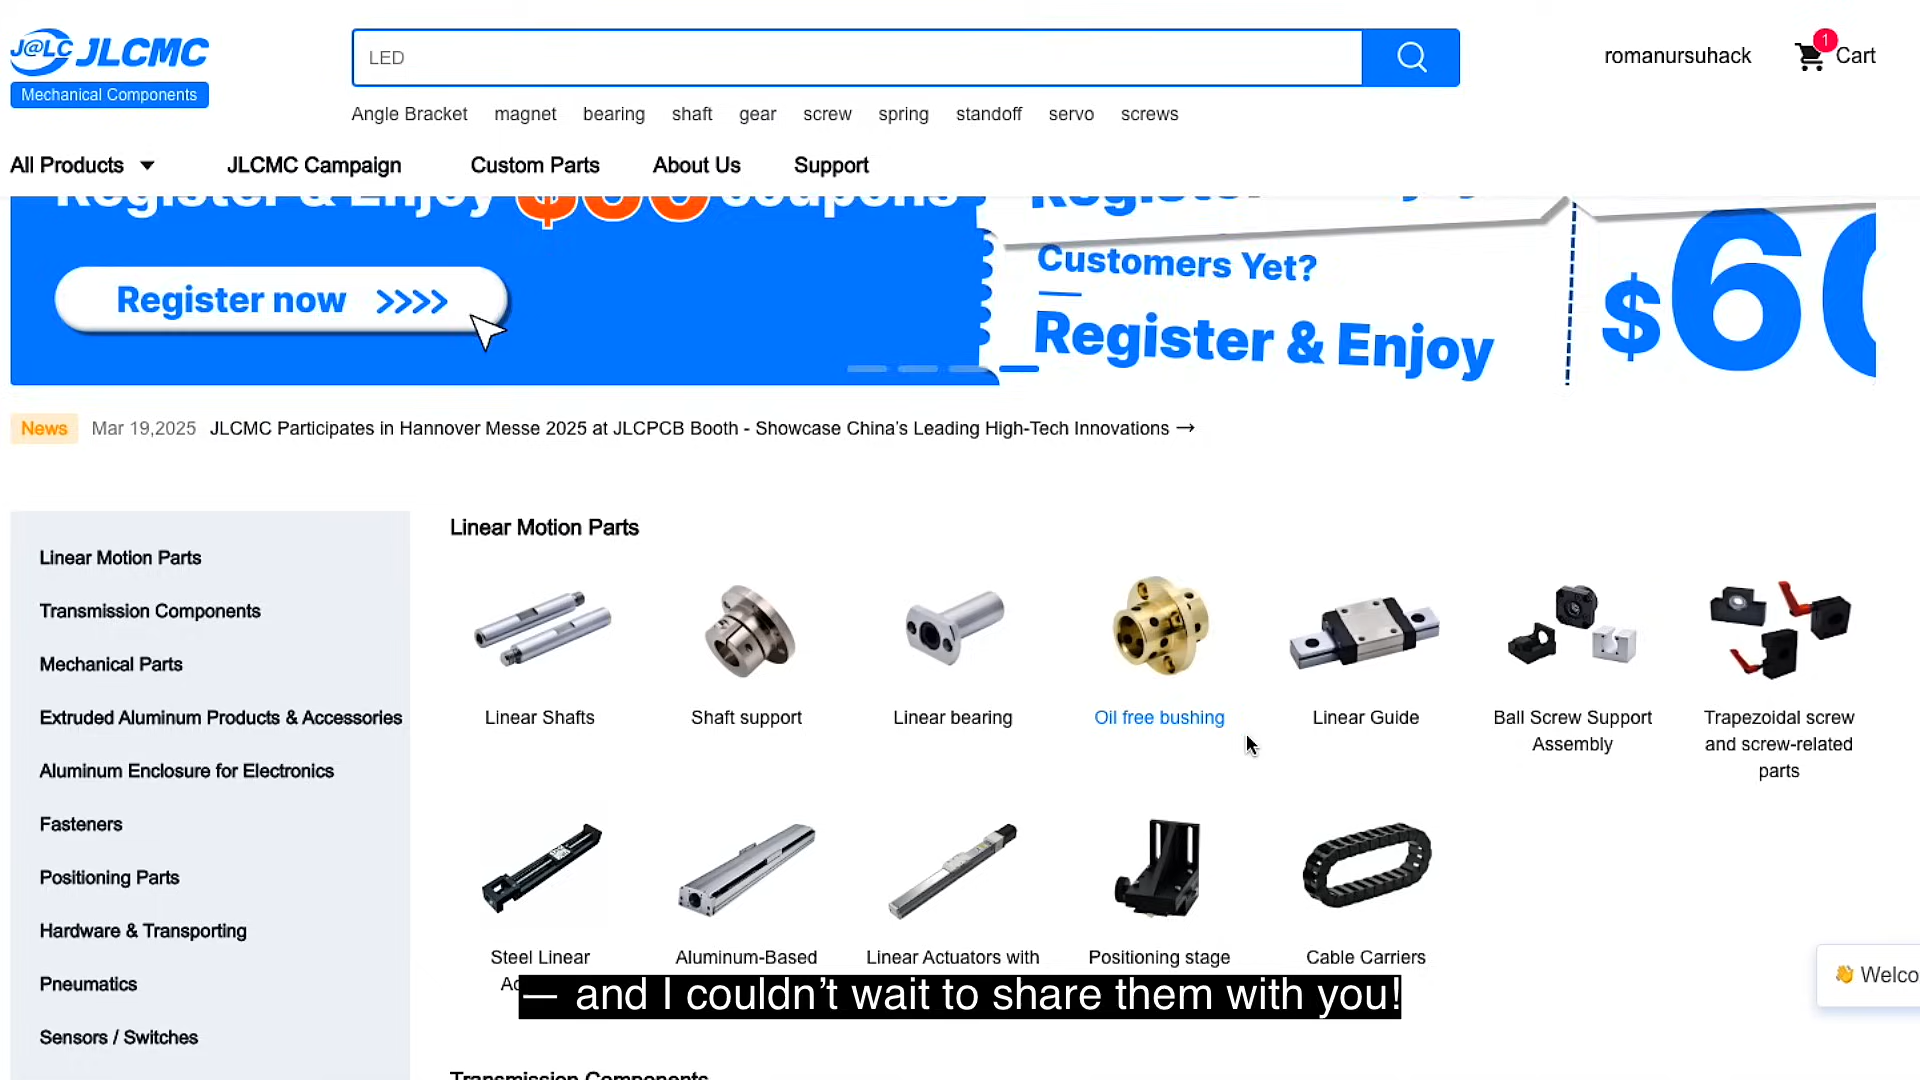 J@LC JLCMC
Mechanical Components
LED
romanursuhack
1
Cart
Angle Bracket magnet bearing shaft gear screw spring standoff servo screws
All Products JLCMC Campaign Custom Parts About Us Support
Register & Enjoy $60 coupons
Register now >>>>
Register & Enjoy
Customers Yet?
Register & Enjoy
$60
News Mar 19,2025 JLCMC Participates in Hannover Messe 2025 at JLCPCB Booth - Showcase China's Leading High-Tech Innovations →
Linear Motion Parts
Transmission Components
Mechanical Parts
Extruded Aluminum Products & Accessories
Aluminum Enclosure for Electronics
Fasteners
Positioning Parts
Hardware & Transporting
Pneumatics
Sensors / Switches
Linear Motion Parts
Linear Shafts
Shaft support
Linear bearing
Oil free bushing
Linear Guide
Ball Screw Support
Assembly
Trapezoidal screw
and screw-related
parts
Steel Linear
Aluminum-Based
Linear Actuators with
Positioning stage
Cable Carriers
— and I couldn't wait to share them with you!
👋 Welco
Transmission Components